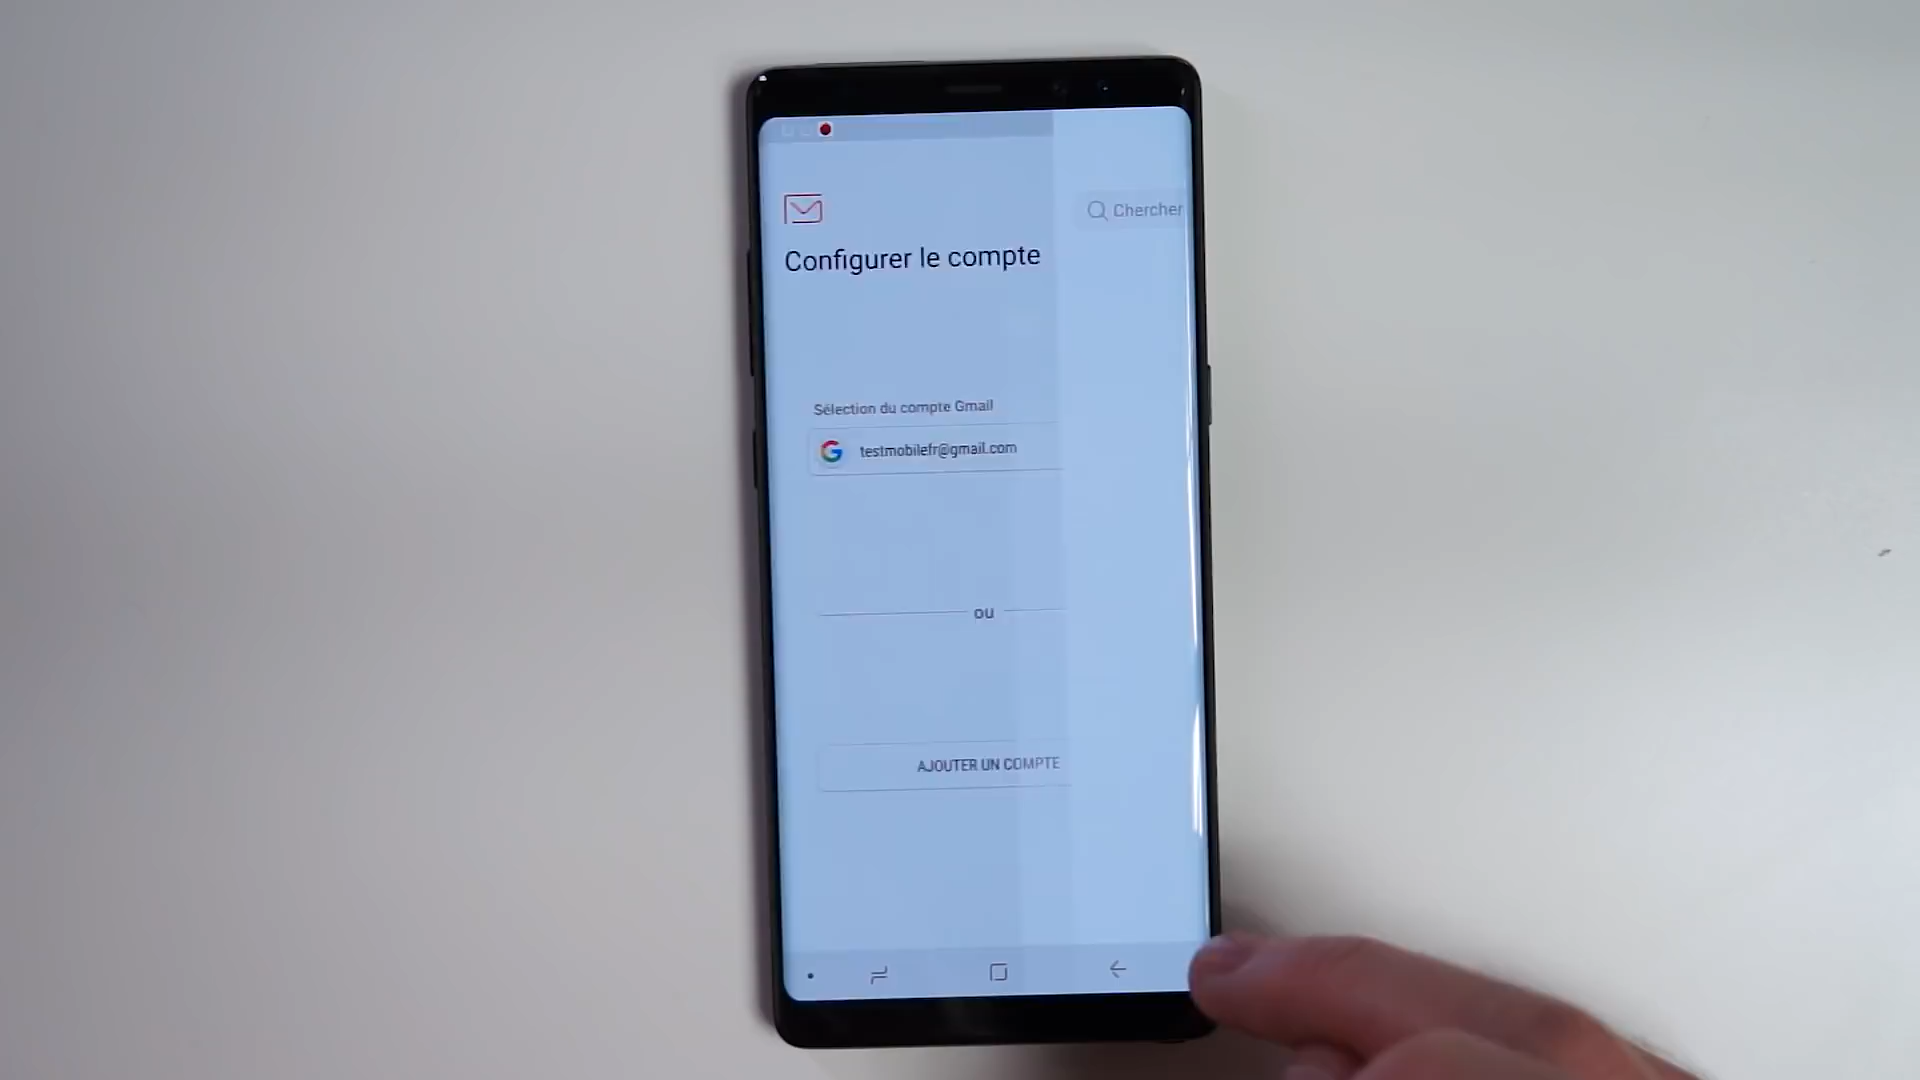 Chercher
Configurer le compte
Sélection du compte Gmail
testmobilefr@gmail.com
ou
AJOUTER UN COMPTE